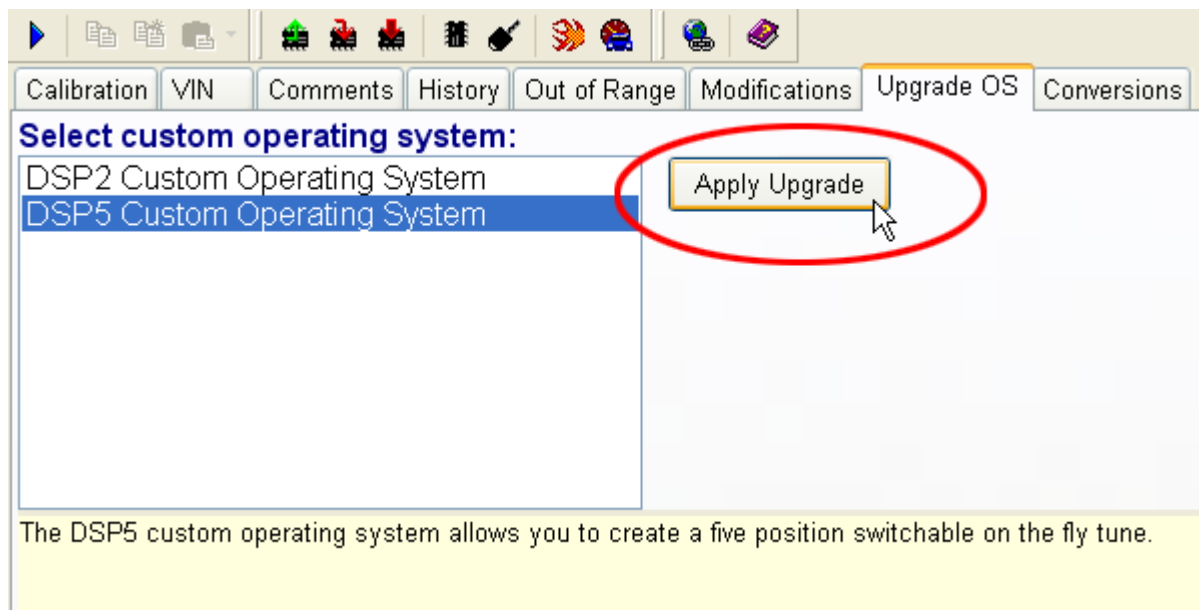 Calibration VIN Comments History Out of Range Modifications Upgrade OS Conversions
Select custom operating system:
DSP2 Custom Operating System
Apply Upgrade
DSP5 Custom Operating System
The DSP5 custom operating system allows you to create a five position switchable on the fly tune.